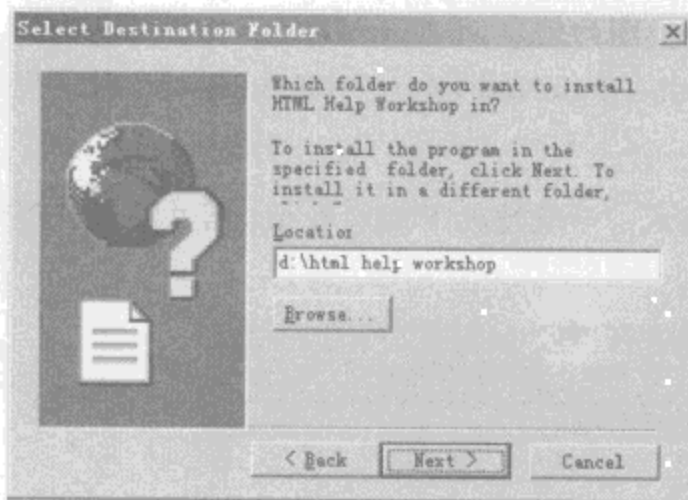 Select Destination Folder
Which folder do you want to install
HTML Help Workshop in?
To install the program in the
specified folder, click Next. To
install it in a different folder,
Location
d:\html help workshop
Browse...
< Back
Next >
Cancel